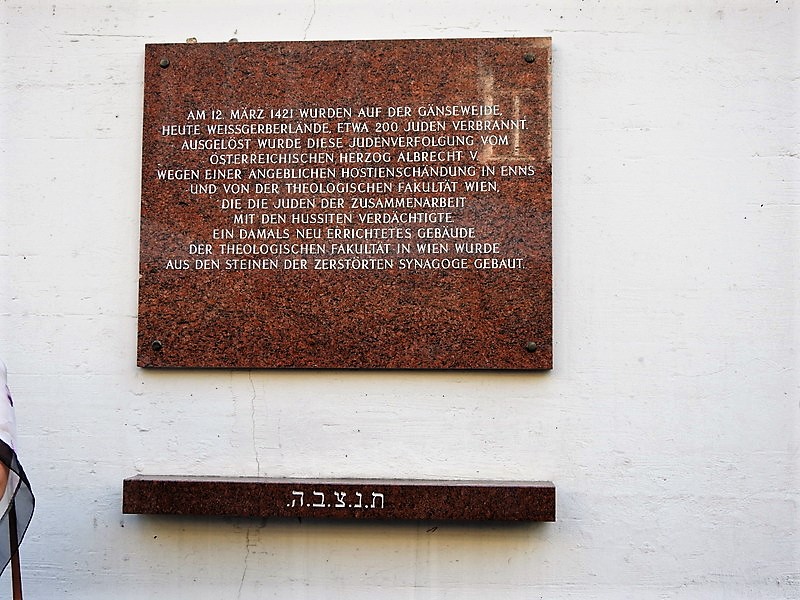 AM 12. MÄRZ 1421 WURDEN AUF DER GÄNSEWEIDE,
HEUTE WEISSGERBERLÄNDE, ETWA 200 JUDEN VERBRANNT.
AUSGELÖST WURDE DIESE JUDENVERFOLGUNG VOM
ÖSTERREICHISCHEN HERZOG ALBRECHT V.
WEGEN EINER ANGEBLICHEN HOSTIENSCHÄNDUNG IN ENNS
UND VON DER THEOLOGISCHEN FAKULTÄT WIEN,
DIE DIE JUDEN DER ZUSAMMENARBEIT
MIT DEN HUSSITEN VERDÄCHTIGTE.
EIN DAMALS NEU ERRICHTETES GEBÄUDE
DER THEOLOGISCHEN FAKULTÄT IN WIEN WURDE
AUS DEN STEINEN DER ZERSTÖRTEN SYNAGOGE GEBAUT.
ת.נ.צ.ב.ה.